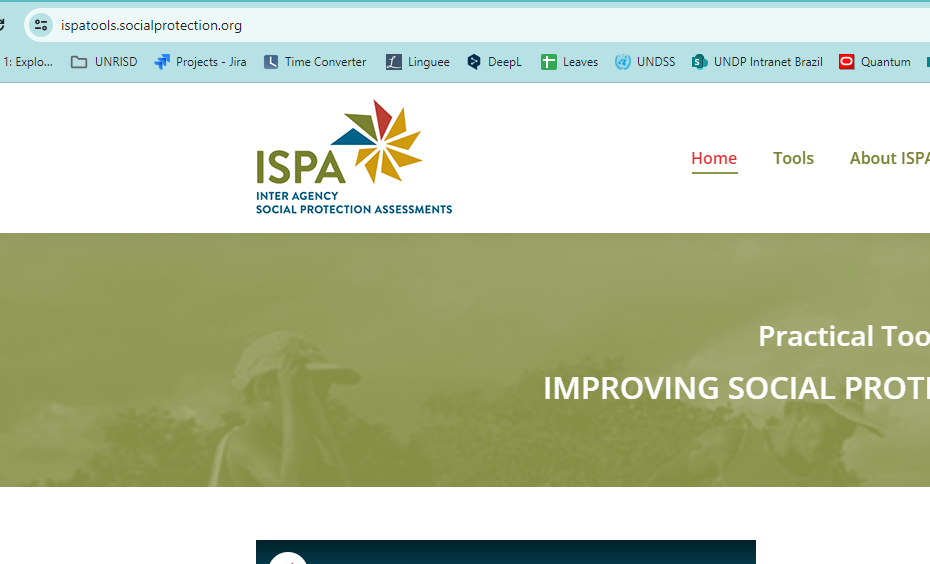 ispatools.socialprotection.org
1: Explo... UNRISD Projects - Jira Time Converter Linguee DeepL Leaves UNDSS UNDP Intranet Brazil Quantum
ISPA
INTER AGENCY
SOCIAL PROTECTION ASSESSMENTS
Home Tools About ISPA
Practical Too
IMPROVING SOCIAL PROTE